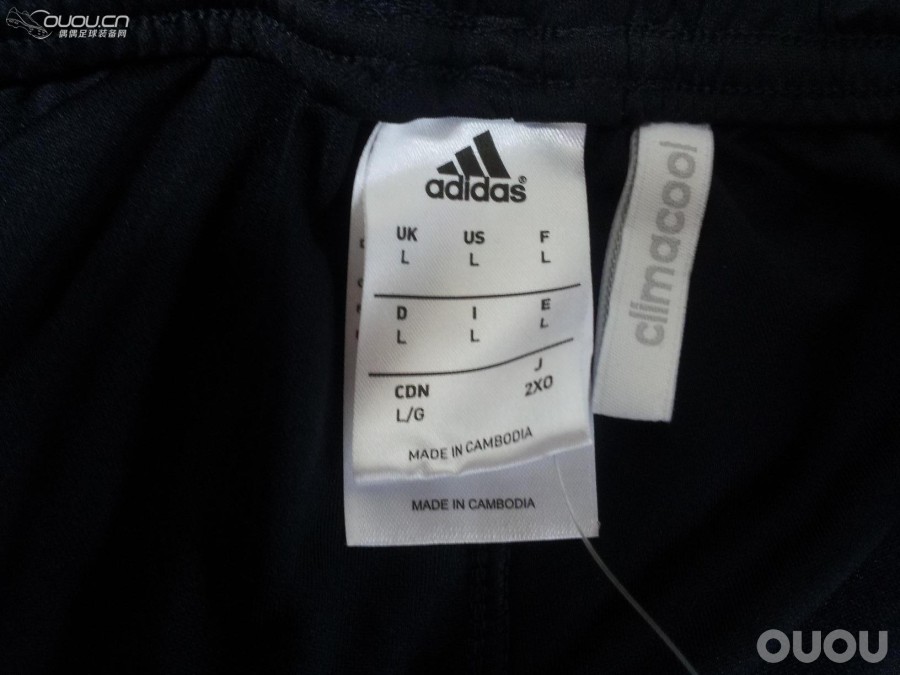 OUOU.CN
偶偶足球装备网
adidas®
UK US F
L L L
D I E
L L L
CDN J
L/G 2XO
MADE IN CAMBODIA
MADE IN CAMBODIA
climacool
OUOU